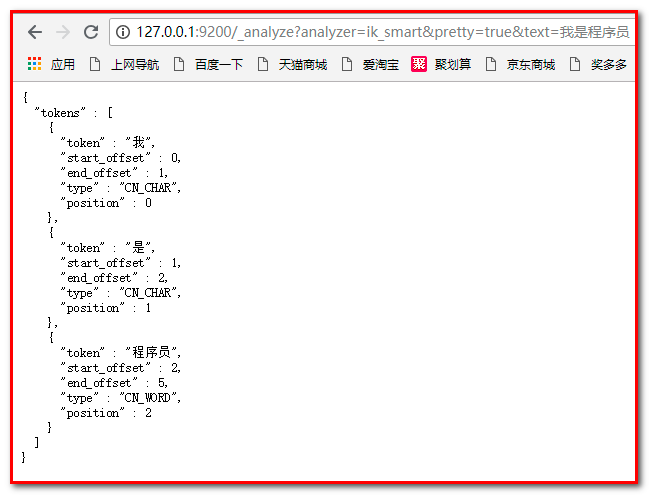 127.0.0.1:9200/_analyze?analyzer=ik_smart&pretty=true&text=我是程序员
应用 上网导航 百度一下 天猫商城 爱淘宝 聚 聚划算 京东商城 奖多多
{
  "tokens" : [
    {
      "token" : "我",
      "start_offset" : 0,
      "end_offset" : 1,
      "type" : "CN_CHAR",
      "position" : 0
    },
    {
      "token" : "是",
      "start_offset" : 1,
      "end_offset" : 2,
      "type" : "CN_CHAR",
      "position" : 1
    },
    {
      "token" : "程序员",
      "start_offset" : 2,
      "end_offset" : 5,
      "type" : "CN_WORD",
      "position" : 2
    }
  ]
}